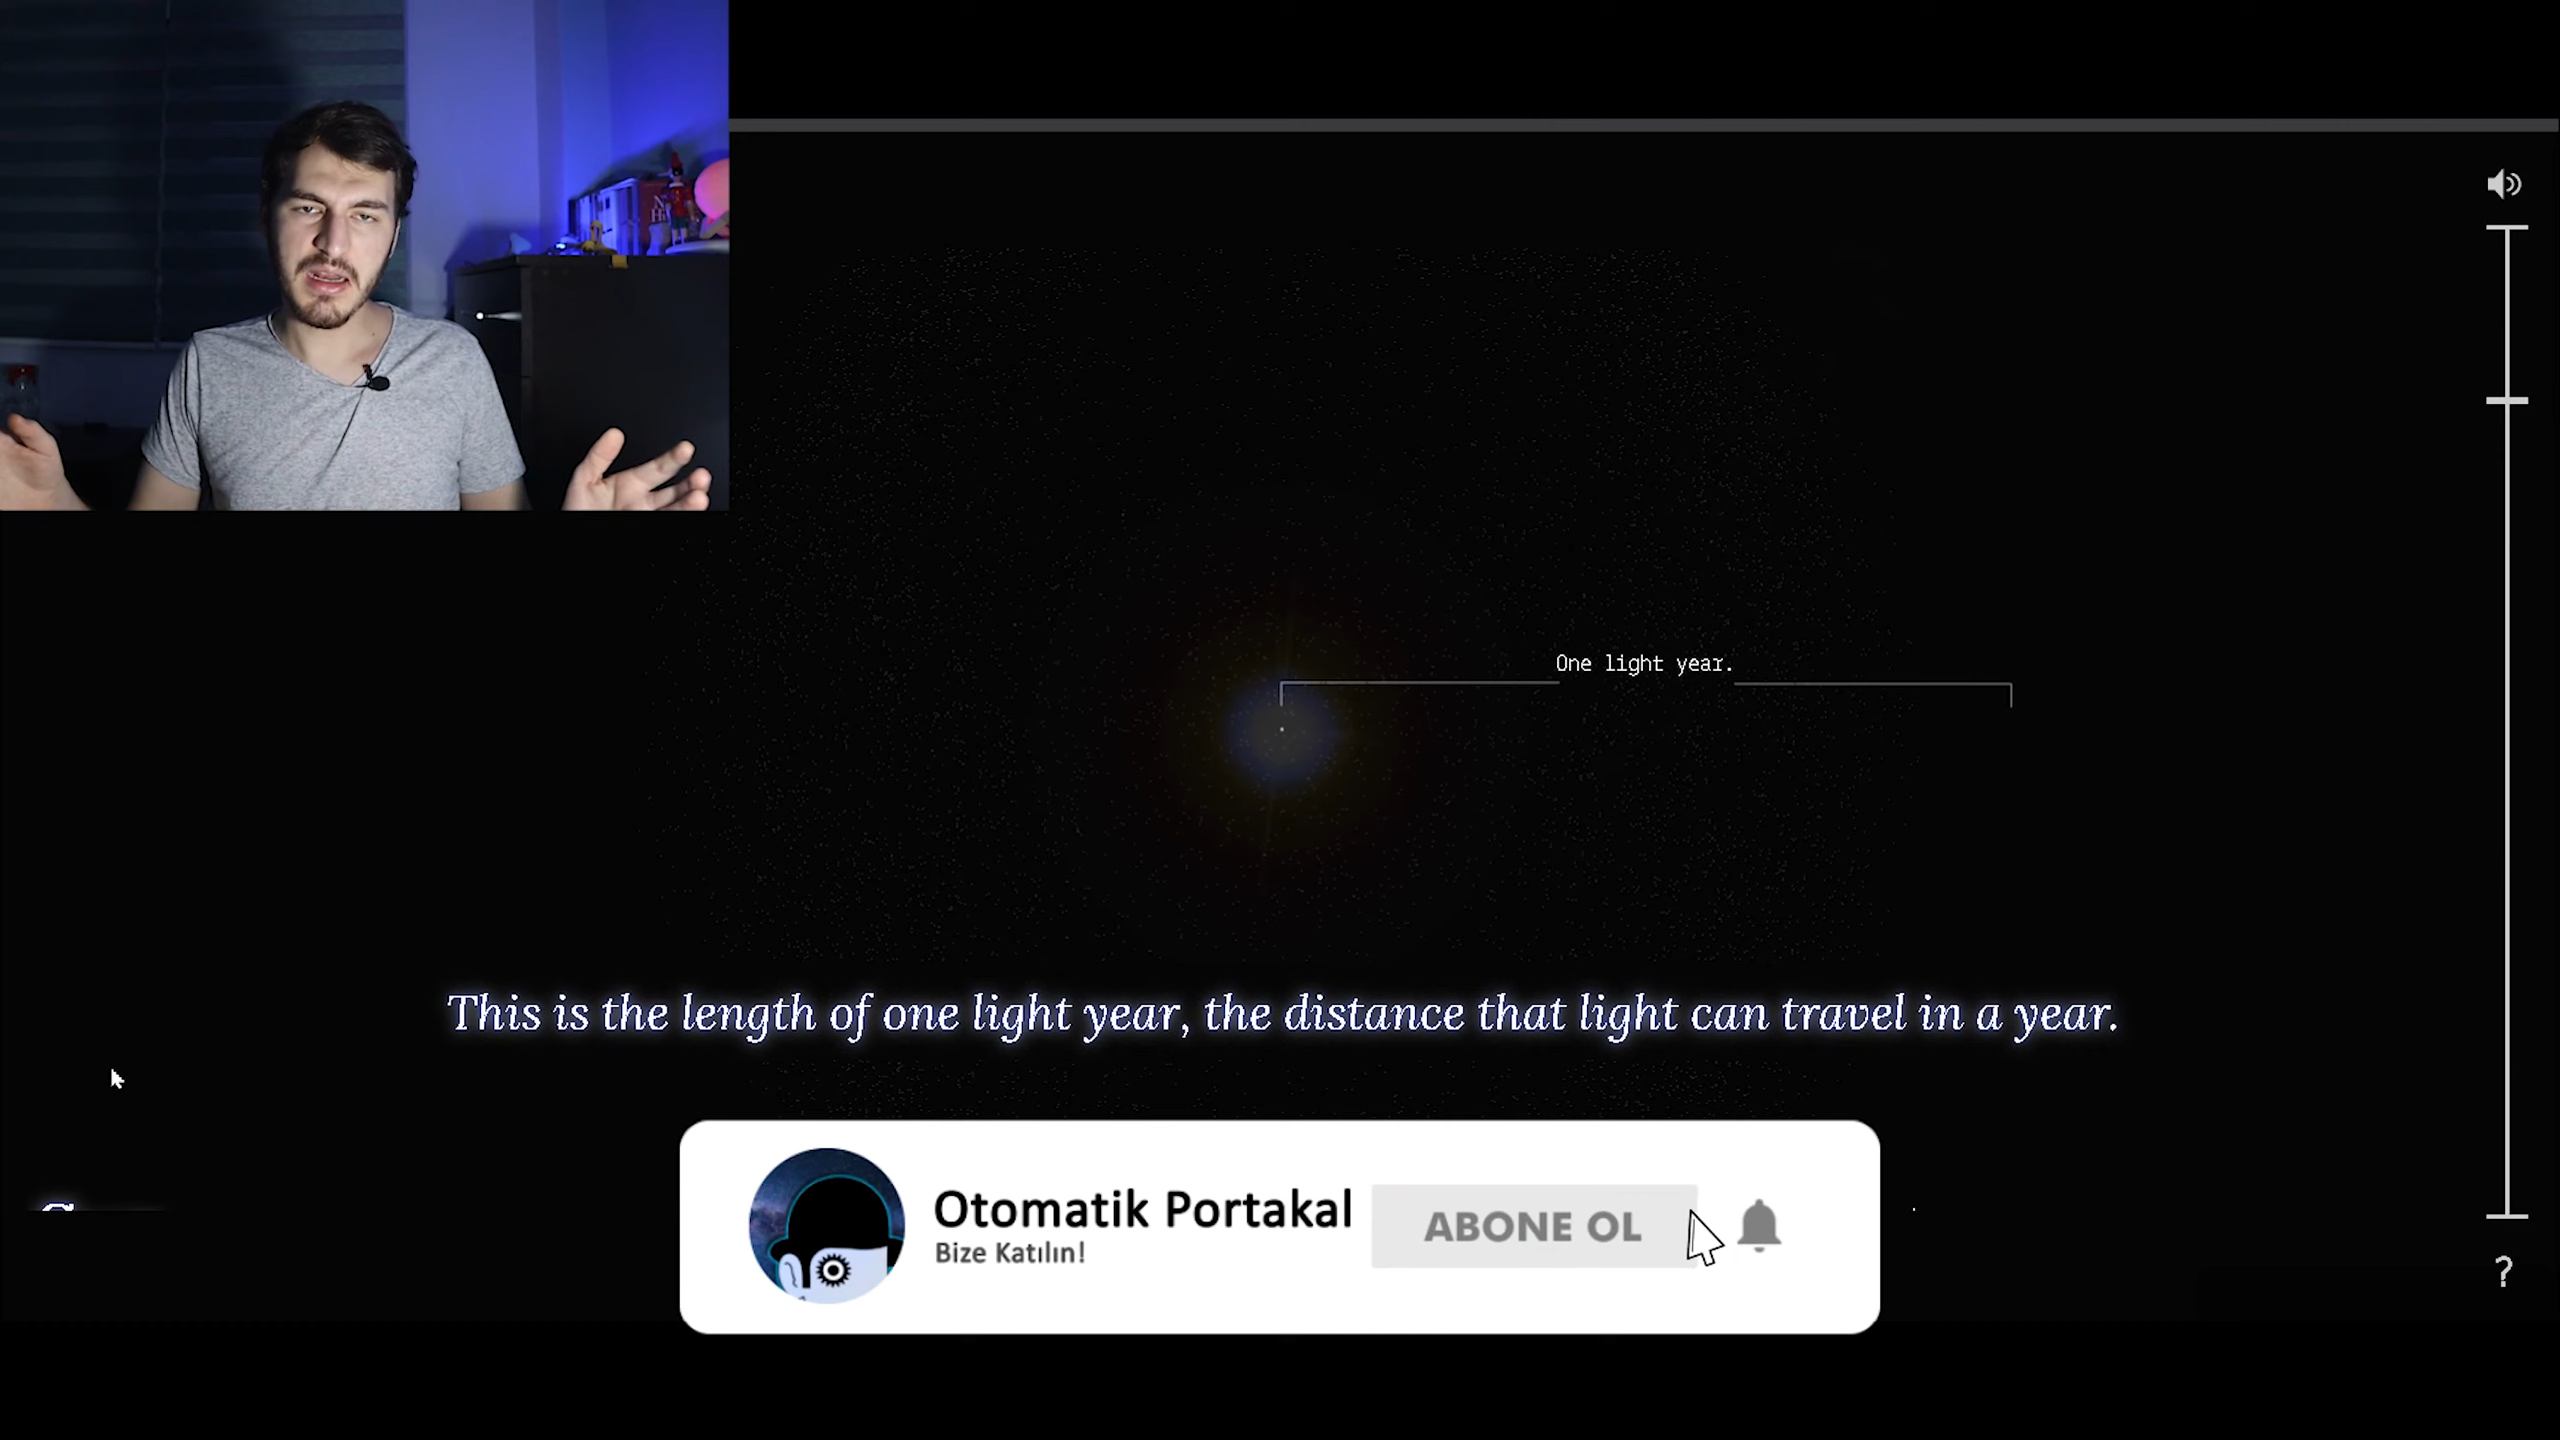 One light year.
This is the length of one light year, the distance that light can travel in a year.
Otomatik Portakal
ABONE OL
Bize Katılın!
?